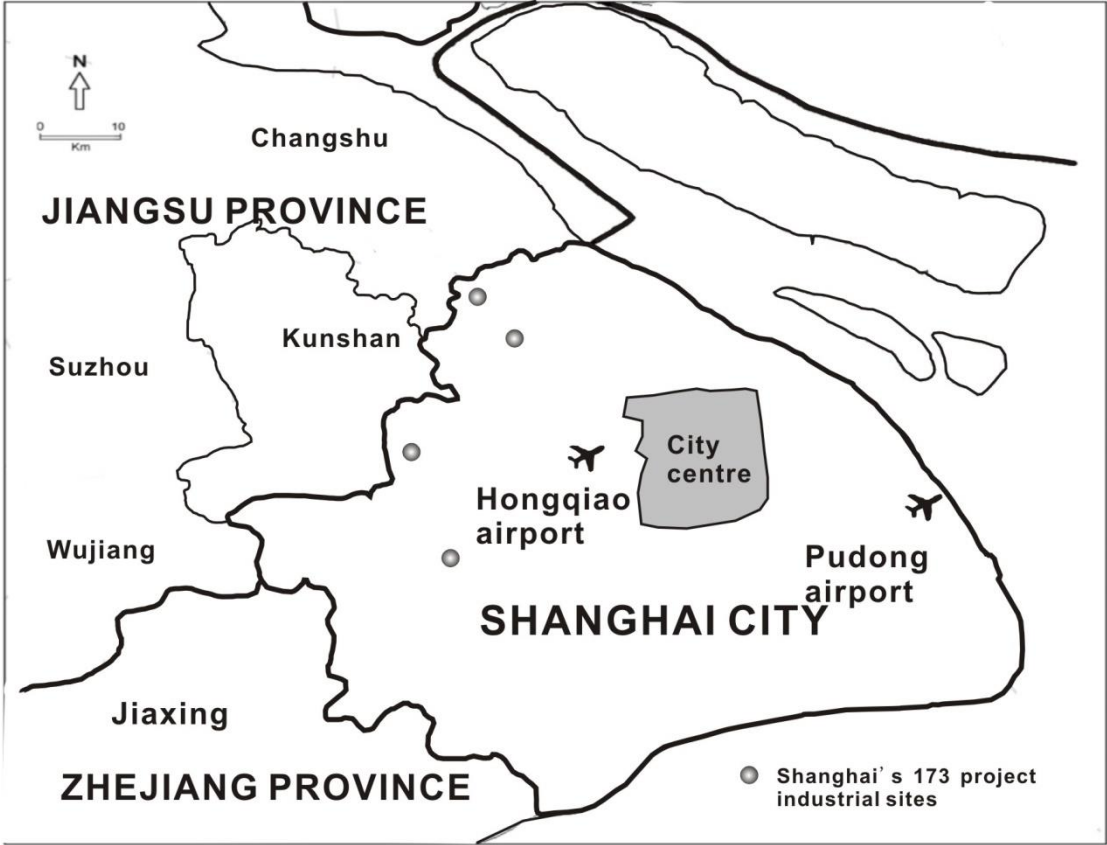 N
0 10
Km
Changshu
JIANGSU PROVINCE
Kunshan
Suzhou
City
centre
Hongqiao
airport
Wujiang
Pudong
airport
SHANGHAI CITY
Jiaxing
ZHEJIANG PROVINCE
Shanghai's 173 project
industrial sites